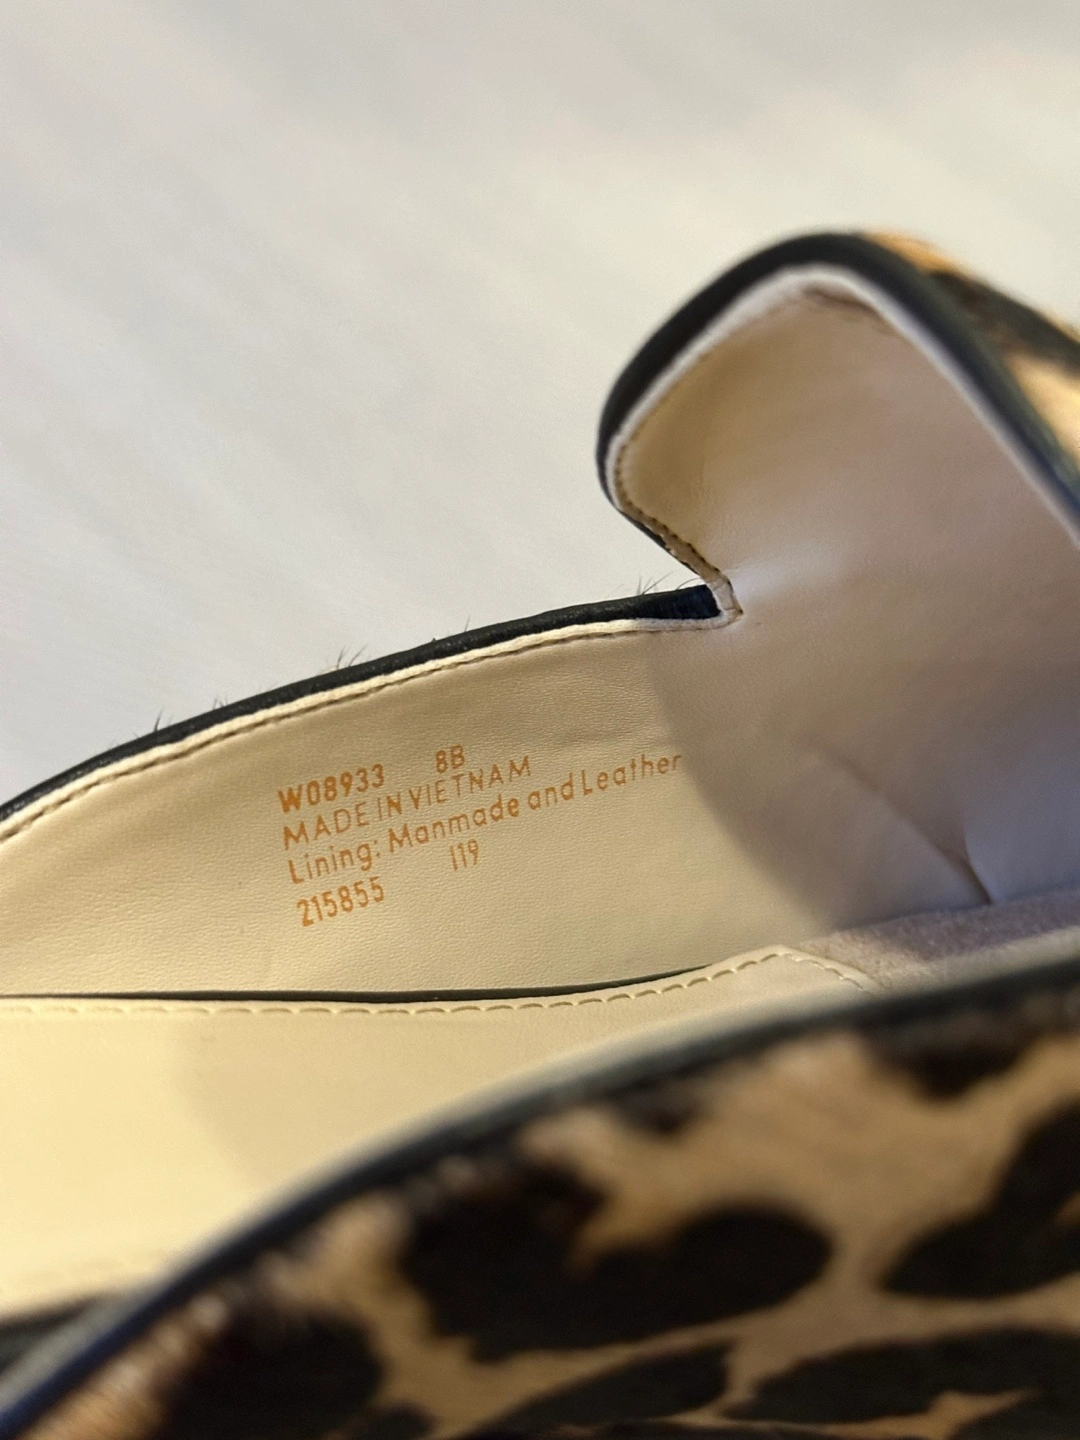 W08933 8B
MADE IN VIETNAM
Lining: Manmade and Leather
215855 119